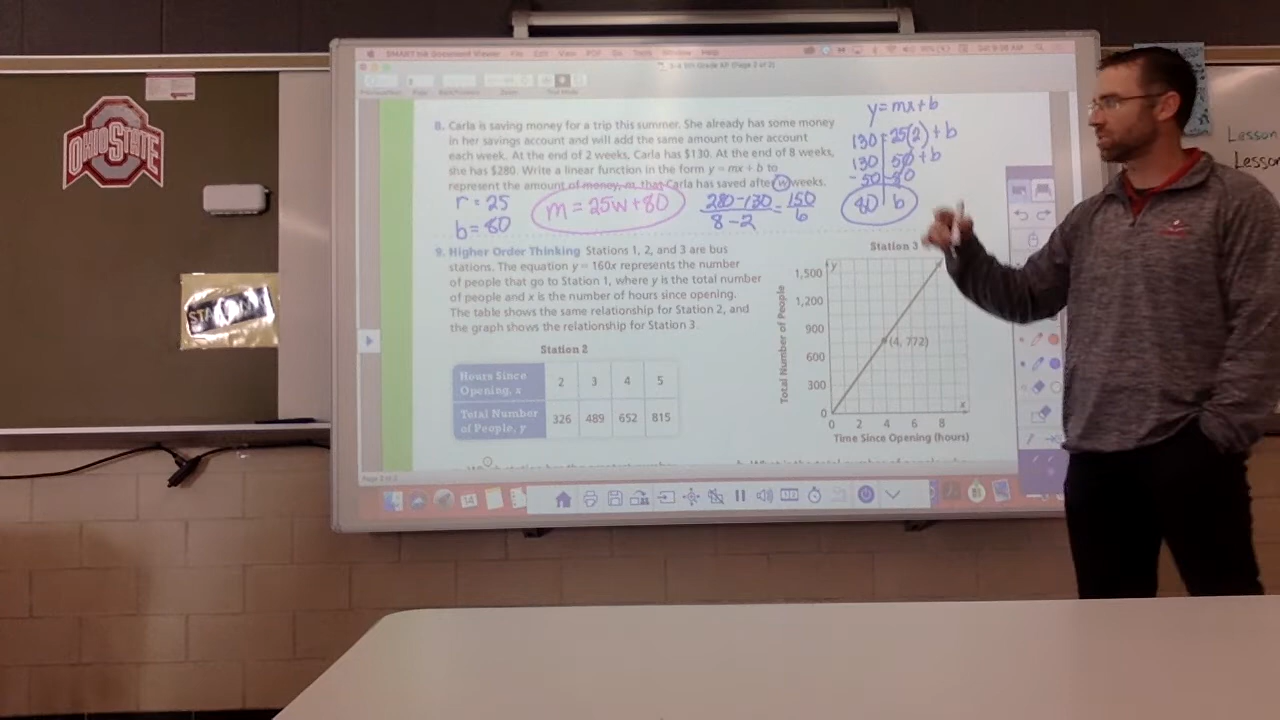 OHIO STATE
SMART Ink Document Viewer File Edit View
8. Carla is saving money for a trip this summer. She already has some money
in her savings account and will add the same amount to her account
each week. At the end of 2 weeks, Carla has $130. At the end of 8 weeks,
she has $280. Write a linear function in the form y = mx + b to
represent the amount of money, m, that Carla has saved after w weeks.
r = 25
b = 80
m = 25w + 80
280 - 130 = 150
8 - 2 6
y = mx + b
130 = 25(2) + b
130 50 + b
-50 -50
80 b
Lesson
Lesso
9. Higher Order Thinking Stations 1, 2, and 3 are bus
stations. The equation y = 160x represents the number
of people that go to Station 1, where y is the total number
of people and x is the number of hours since opening.
The table shows the same relationship for Station 2, and
the graph shows the relationship for Station 3.
Station 2
Hours Since
Opening, x
2 3 4 5
Total Number
of People, y
326 489 652 815
Station 3
Total Number of People
y
1,500
1,200
900
600
300
0
(4, 772)
x
0 2 4 6 8
Time Since Opening (hours)